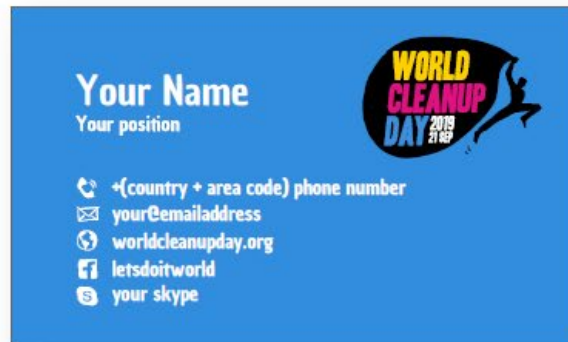 Your Name
Your position
WORLD
CLEANUP
DAY 2019
21 SEP
+(country + area code) phone number
your@emailaddress
worldcleanupday.org
letsdoitworld
your skype